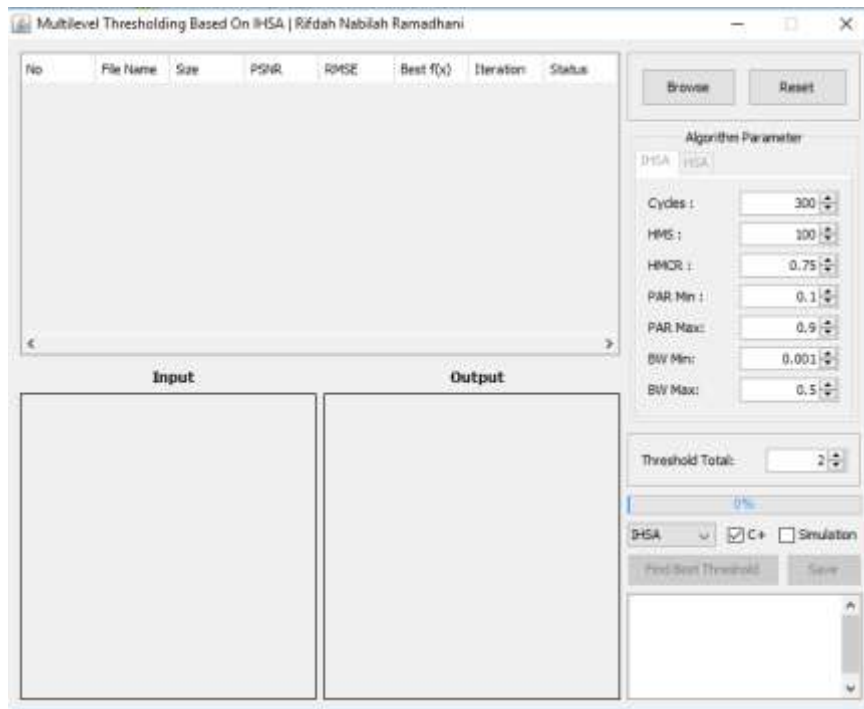 Multilevel Thresholding Based On IHSA | Rifdah Nabilah Ramadhani
No File Name Size PSNR RMSE Best f(x) Iteration Status
Browse Reset
Algorithm Parameter
IHSA HSA
Cycles : 300
HMS : 100
HMCR : 0.75
PAR Min : 0.1
PAR Max: 0.9
BW Min: 0.001
BW Max: 0.5
Input Output
Threshold Total: 2
0%
IHSA C+ Simulation
Find Best Threshold Save